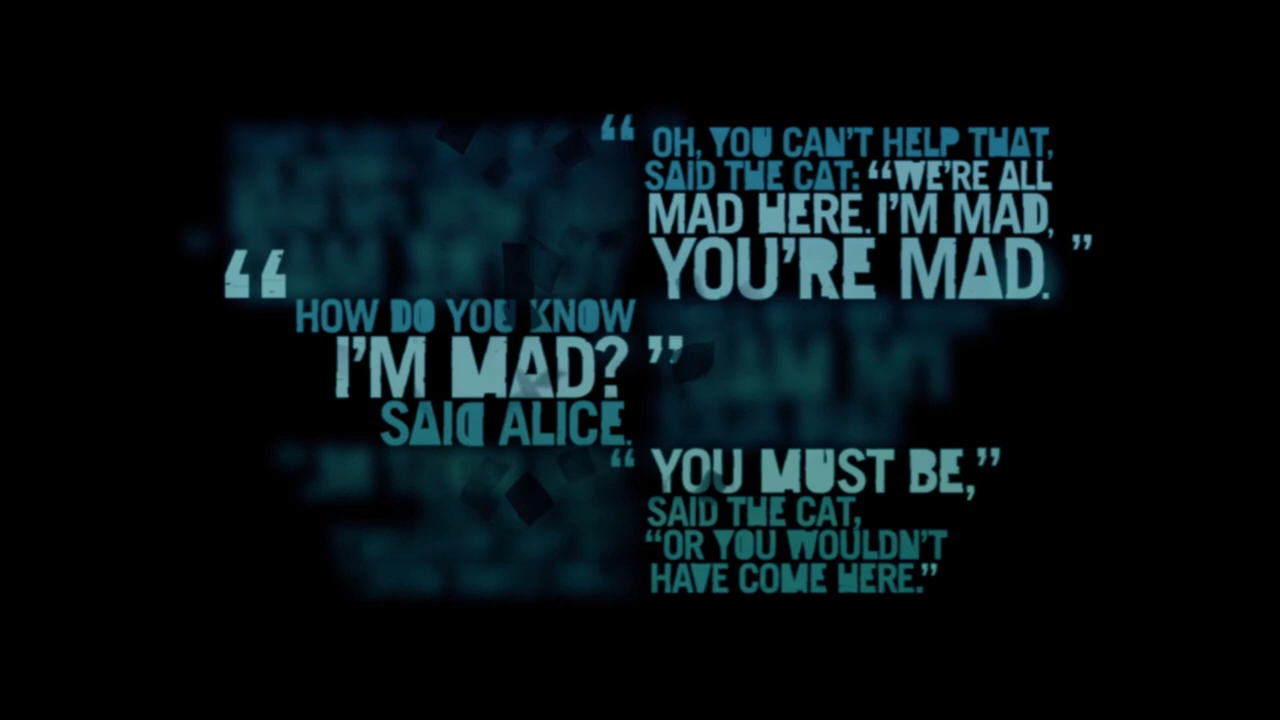 “ OH, YOU CAN’T HELP THAT,
SAID THE CAT: “WE’RE ALL
MAD HERE. I’M MAD,
YOU’RE MAD. ”
“ HOW DO YOU KNOW
I’M MAD? ”
SAID ALICE.
“ YOU MUST BE,”
SAID THE CAT,
“OR YOU WOULDN’T
HAVE COME HERE.”